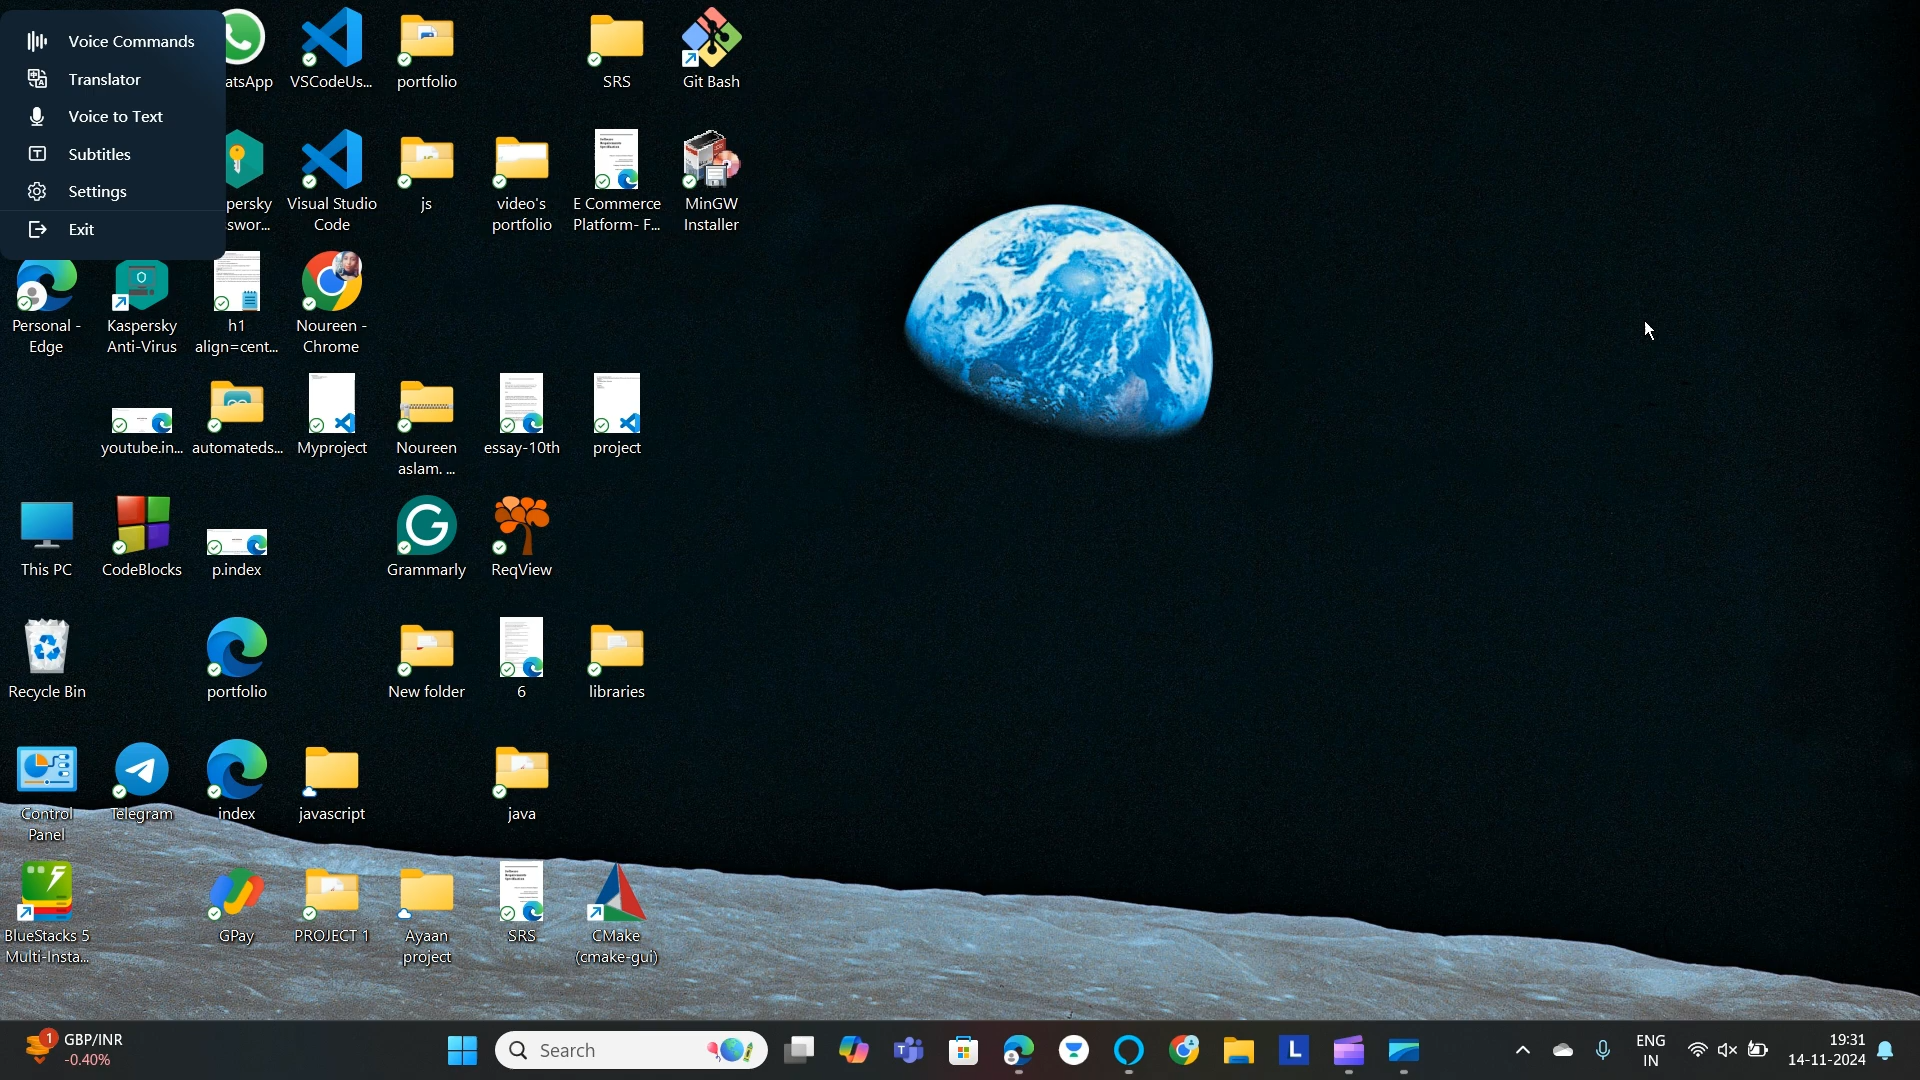 Voice Commands
Translator
Voice to Text
Subtitles
Settings
Exit
atsApp
VSCodeUs...
portfolio
SRS
Git Bash
persky
swor...
Visual Studio
Code
js
video's
portfolio
E Commerce
Platform- F...
MinGW
Installer
Personal -
Edge
Kaspersky
Anti-Virus
h1
align=cent...
Noureen -
Chrome
youtube.in...
automateds...
Myproject
Noureen
aslam. ...
essay-10th
project
This PC
CodeBlocks
p.index
Grammarly
ReqView
Recycle Bin
portfolio
New folder
6
libraries
Control
Panel
Telegram
index
javascript
java
BlueStacks 5
Multi-Insta...
GPay
PROJECT 1
Ayaan
project
SRS
CMake
(cmake-gui)
1
GBP/INR
-0.40%
Search
L
ENG
IN
19:31
14-11-2024